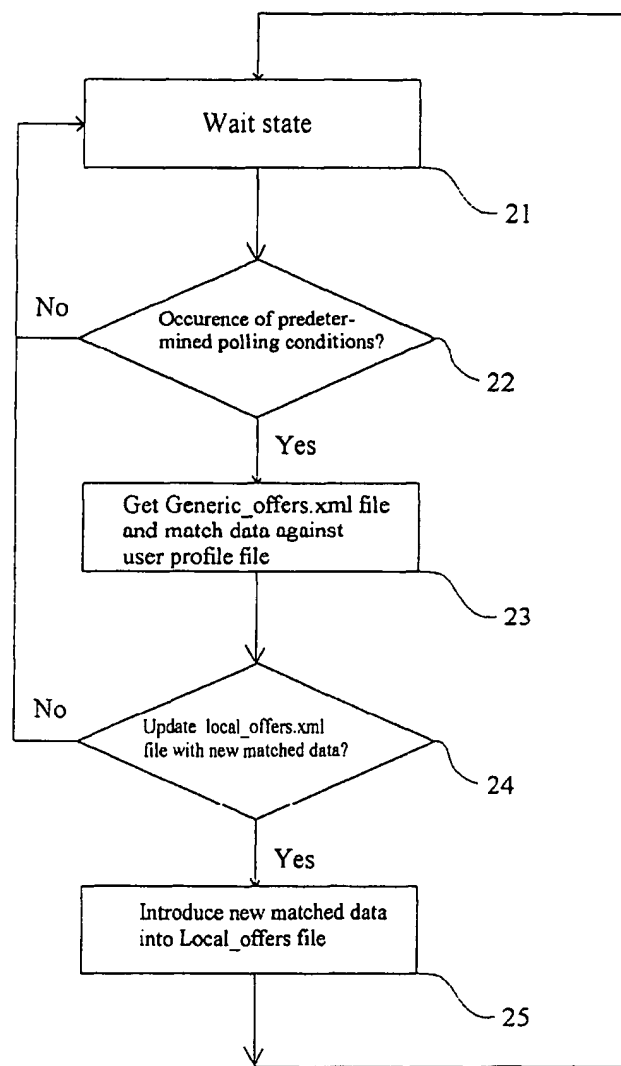 Wait state
21
No
Occurence of predeter-
mined polling conditions?
22
Yes
Get Generic_offers.xml file
and match data against
user profile file
23
No
Update local_offers.xml
file with new matched data?
24
Yes
Introduce new matched data
into Local_offers file
25